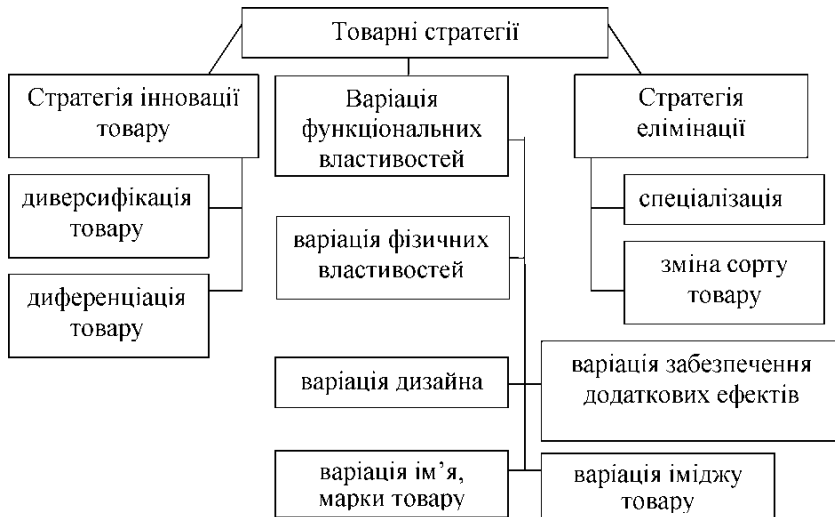 Товарні стратегії
Стратегія інновації
товару
Варіація
функціональних
властивостей
Стратегія
елімінації
диверсифікація
товару
спеціалізація
варіація фізичних
властивостей
зміна сорту
товару
диференціація
товару
варіація дизайна
варіація забезпечення
додаткових ефектів
варіація ім’я,
марки товару
варіація іміджу
товару